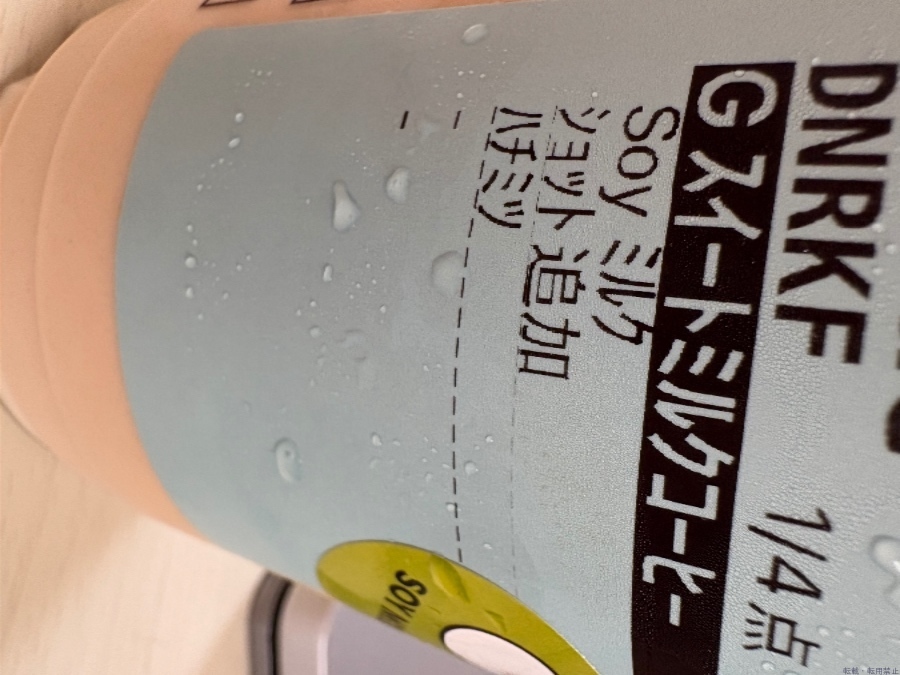 DNRKF
1/4点
G スイートミルクコーヒー
Soy ミルク
ショット 追加
ハチミツ
SOY
転載・転用禁止